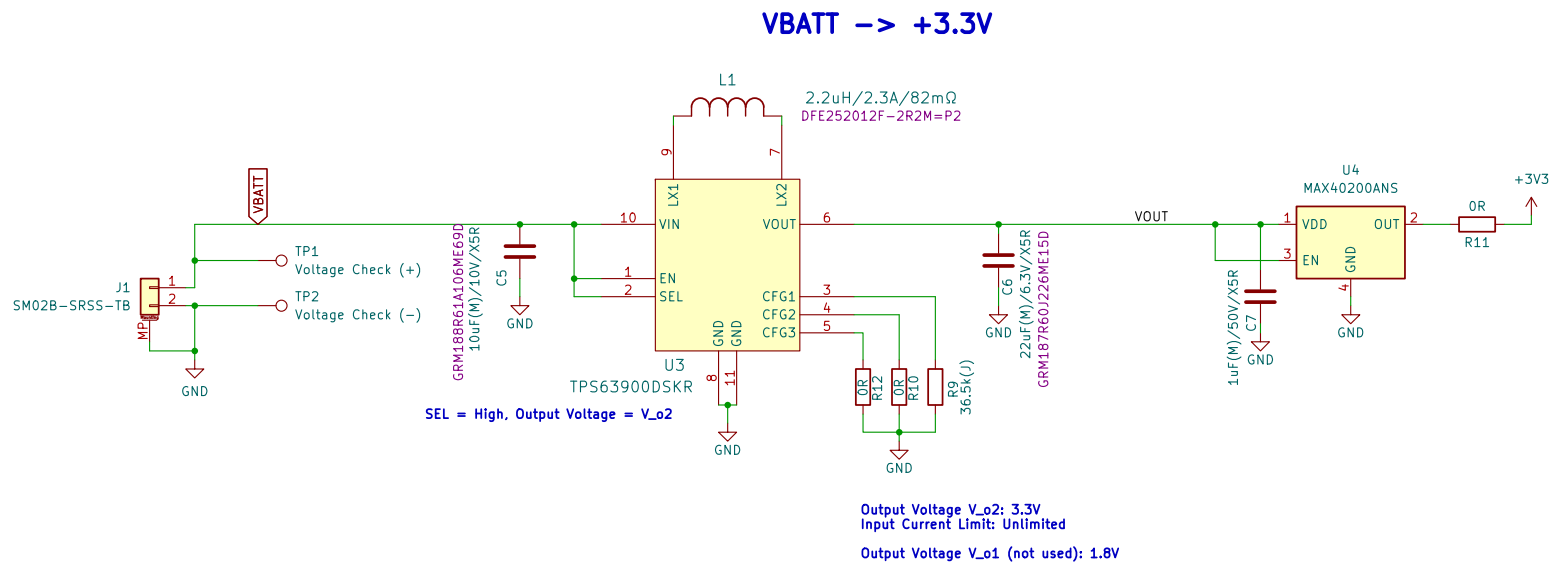 VBATT -> +3.3V
L1
2.2uH/2.3A/82mΩ
DFE252012F-2R2M=P2
9
7
LX1
LX2
VBATT
10
VIN
VOUT
6
1
EN
2
SEL
CFG1
3
CFG2
4
CFG3
5
GND
GND
8
11
U3
TPS63900DSKR
GND
SEL = High, Output Voltage = V_o2
J1
SM02B-SRSS-TB
1
2
MP
TP1
Voltage Check (+)
TP2
Voltage Check (-)
GND
GRM188R61A106ME69D
10uF(M)/10V/X5R
C5
GND
0R
R12
0R
R10
R9
36.5k(J)
GND
C6
22uF(M)/6.3V/X5R
GRM187R60J226ME15D
GND
VOUT
1uF(M)/50V/X5R
C7
GND
U4
MAX40200ANS
1
VDD
OUT
2
3
EN
GND
4
GND
0R
R11
+3V3
Output Voltage V_o2: 3.3V
Input Current Limit: Unlimited
Output Voltage V_o1 (not used): 1.8V